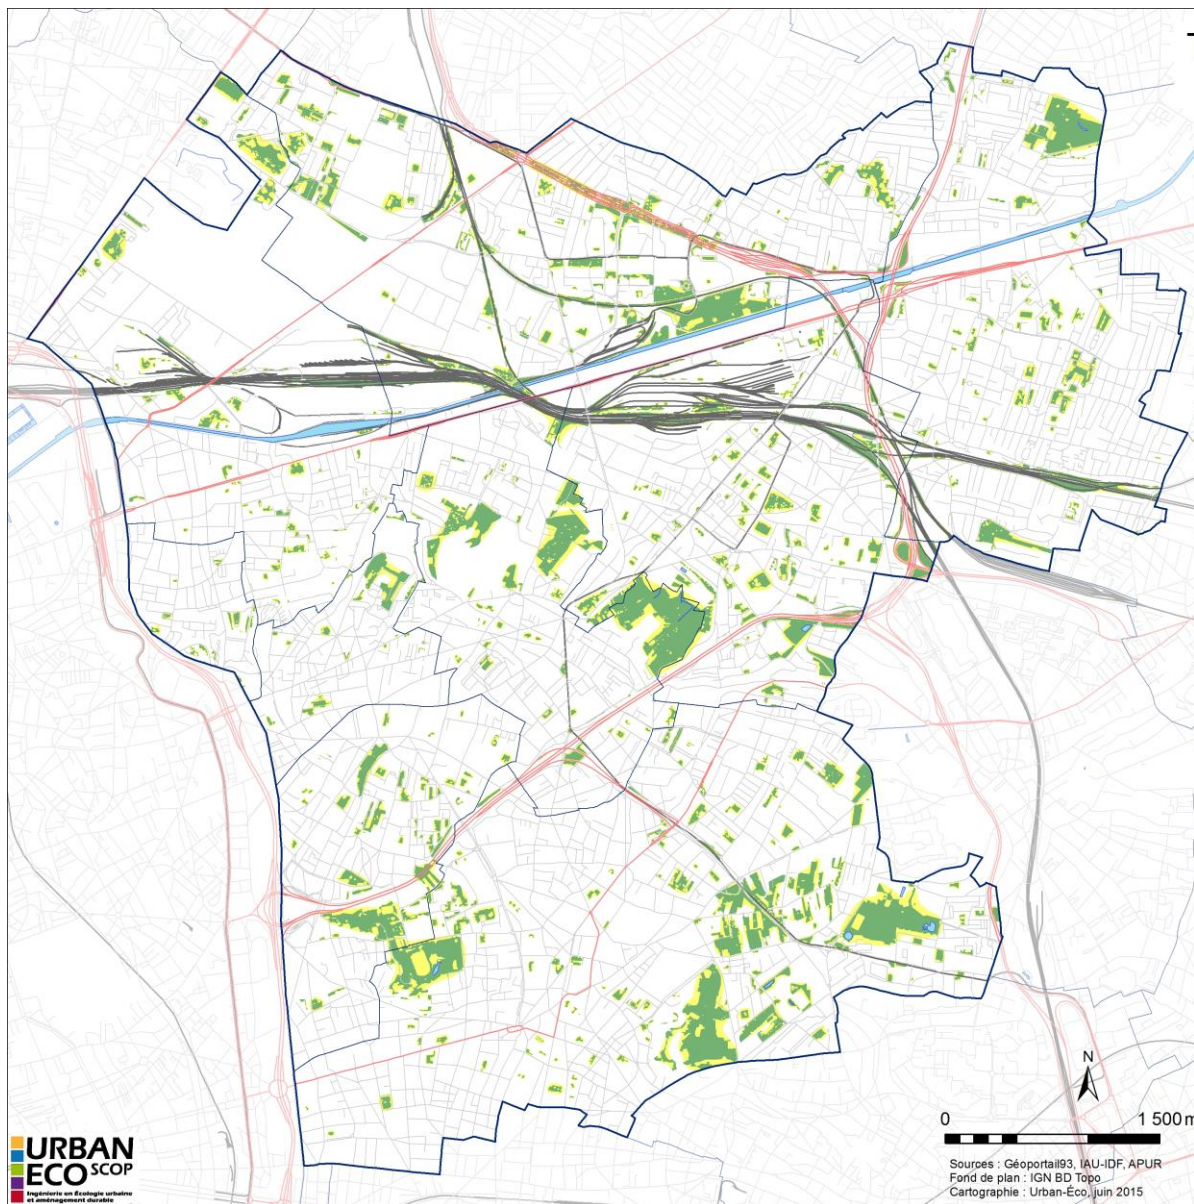 N
0 1 500 m
URBAN
ECO SCOP
Ingénierie en Écologie urbaine
et aménagement durable
Sources : Géoportail93, IAU-IDF, APUR
Fond de plan : IGN BD Topo
Cartographie : Urban-Éco, juin 2015